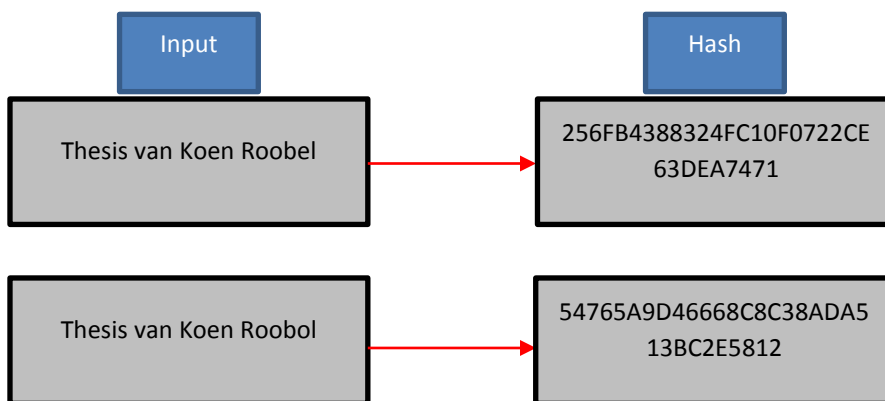 Input
Hash
Thesis van Koen Roobel
256FB4388324FC10F0722CE
63DEA7471
Thesis van Koen Roobol
54765A9D46668C8C38ADA5
13BC2E5812